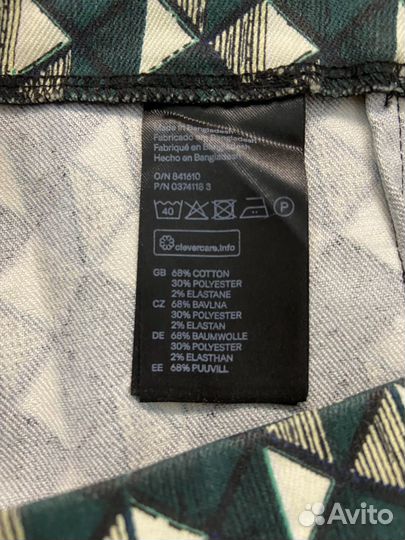 Made in Bangladesh
Fabricado en Bangladesh
Fabriqué en Bangladesh
Hecho en Bangladesh
O/N 841610
P/N 0374118 3
40
P
clevercare.info
GB 68% COTTON
30% POLYESTER
2% ELASTANE
CZ 68% BAVLNA
30% POLYESTER
2% ELASTAN
DE 68% BAUMWOLLE
30% POLYESTER
2% ELASTHAN
EE 68% PUUVILL
Avito